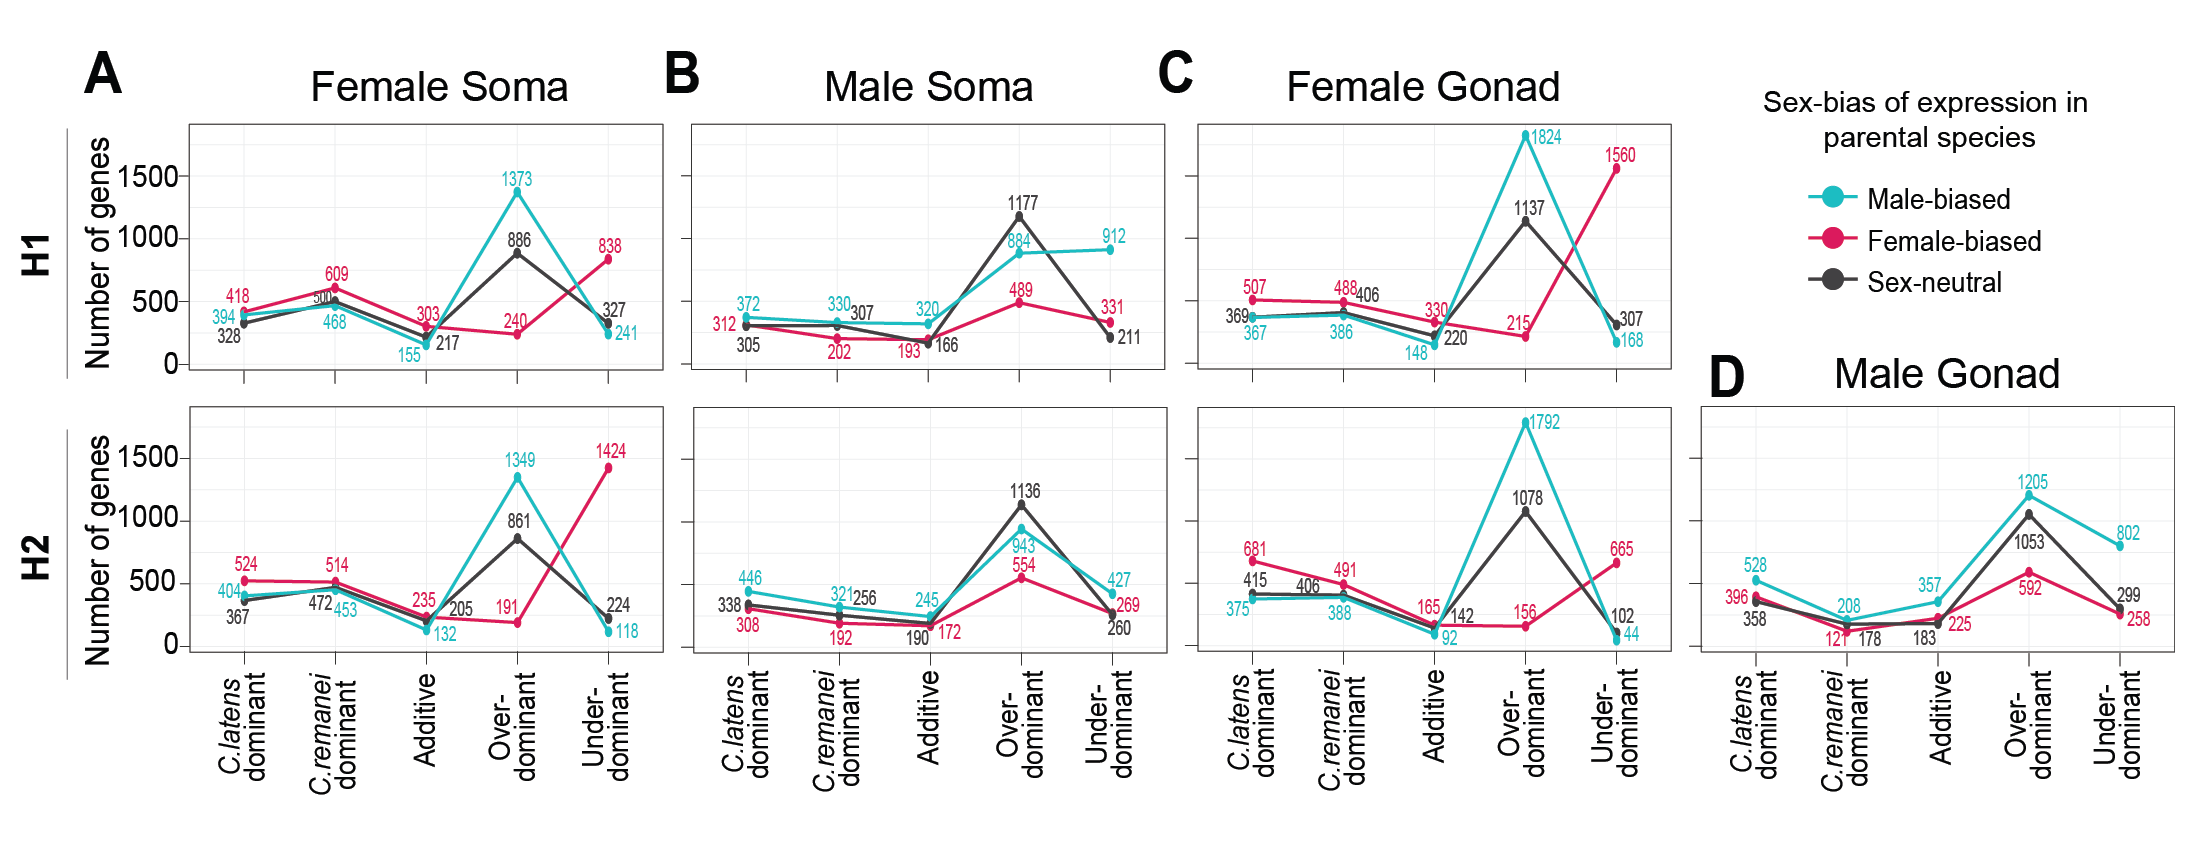 A
Female Soma
B
Male Soma
C
Female Gonad
Sex-bias of expression in
parental species
Male-biased
Female-biased
Sex-neutral
H1
Number of genes
1500
1000
500
0
418
394
328
609
500
468
303
155
217
1373
886
240
838
327
241
372
312
305
330
307
202
320
193
166
1177
884
489
912
331
211
507
369
367
488
406
386
330
148
220
1824
1137
215
1560
307
168
D
Male Gonad
H2
Number of genes
1500
1000
500
0
524
404
367
514
472
453
235
205
132
1349
861
191
1424
224
118
446
338
308
321
256
192
245
190
172
1136
943
554
427
269
260
681
415
375
491
406
388
165
142
92
1792
1078
156
665
102
44
528
396
358
208
121
178
357
183
225
1205
1053
592
802
299
258
C.latens
dominant
C.remanei
dominant
Additive
Over-
dominant
Under-
dominant
C.latens
dominant
C.remanei
dominant
Additive
Over-
dominant
Under-
dominant
C.latens
dominant
C.remanei
dominant
Additive
Over-
dominant
Under-
dominant
C.latens
dominant
C.remanei
dominant
Additive
Over-
dominant
Under-
dominant